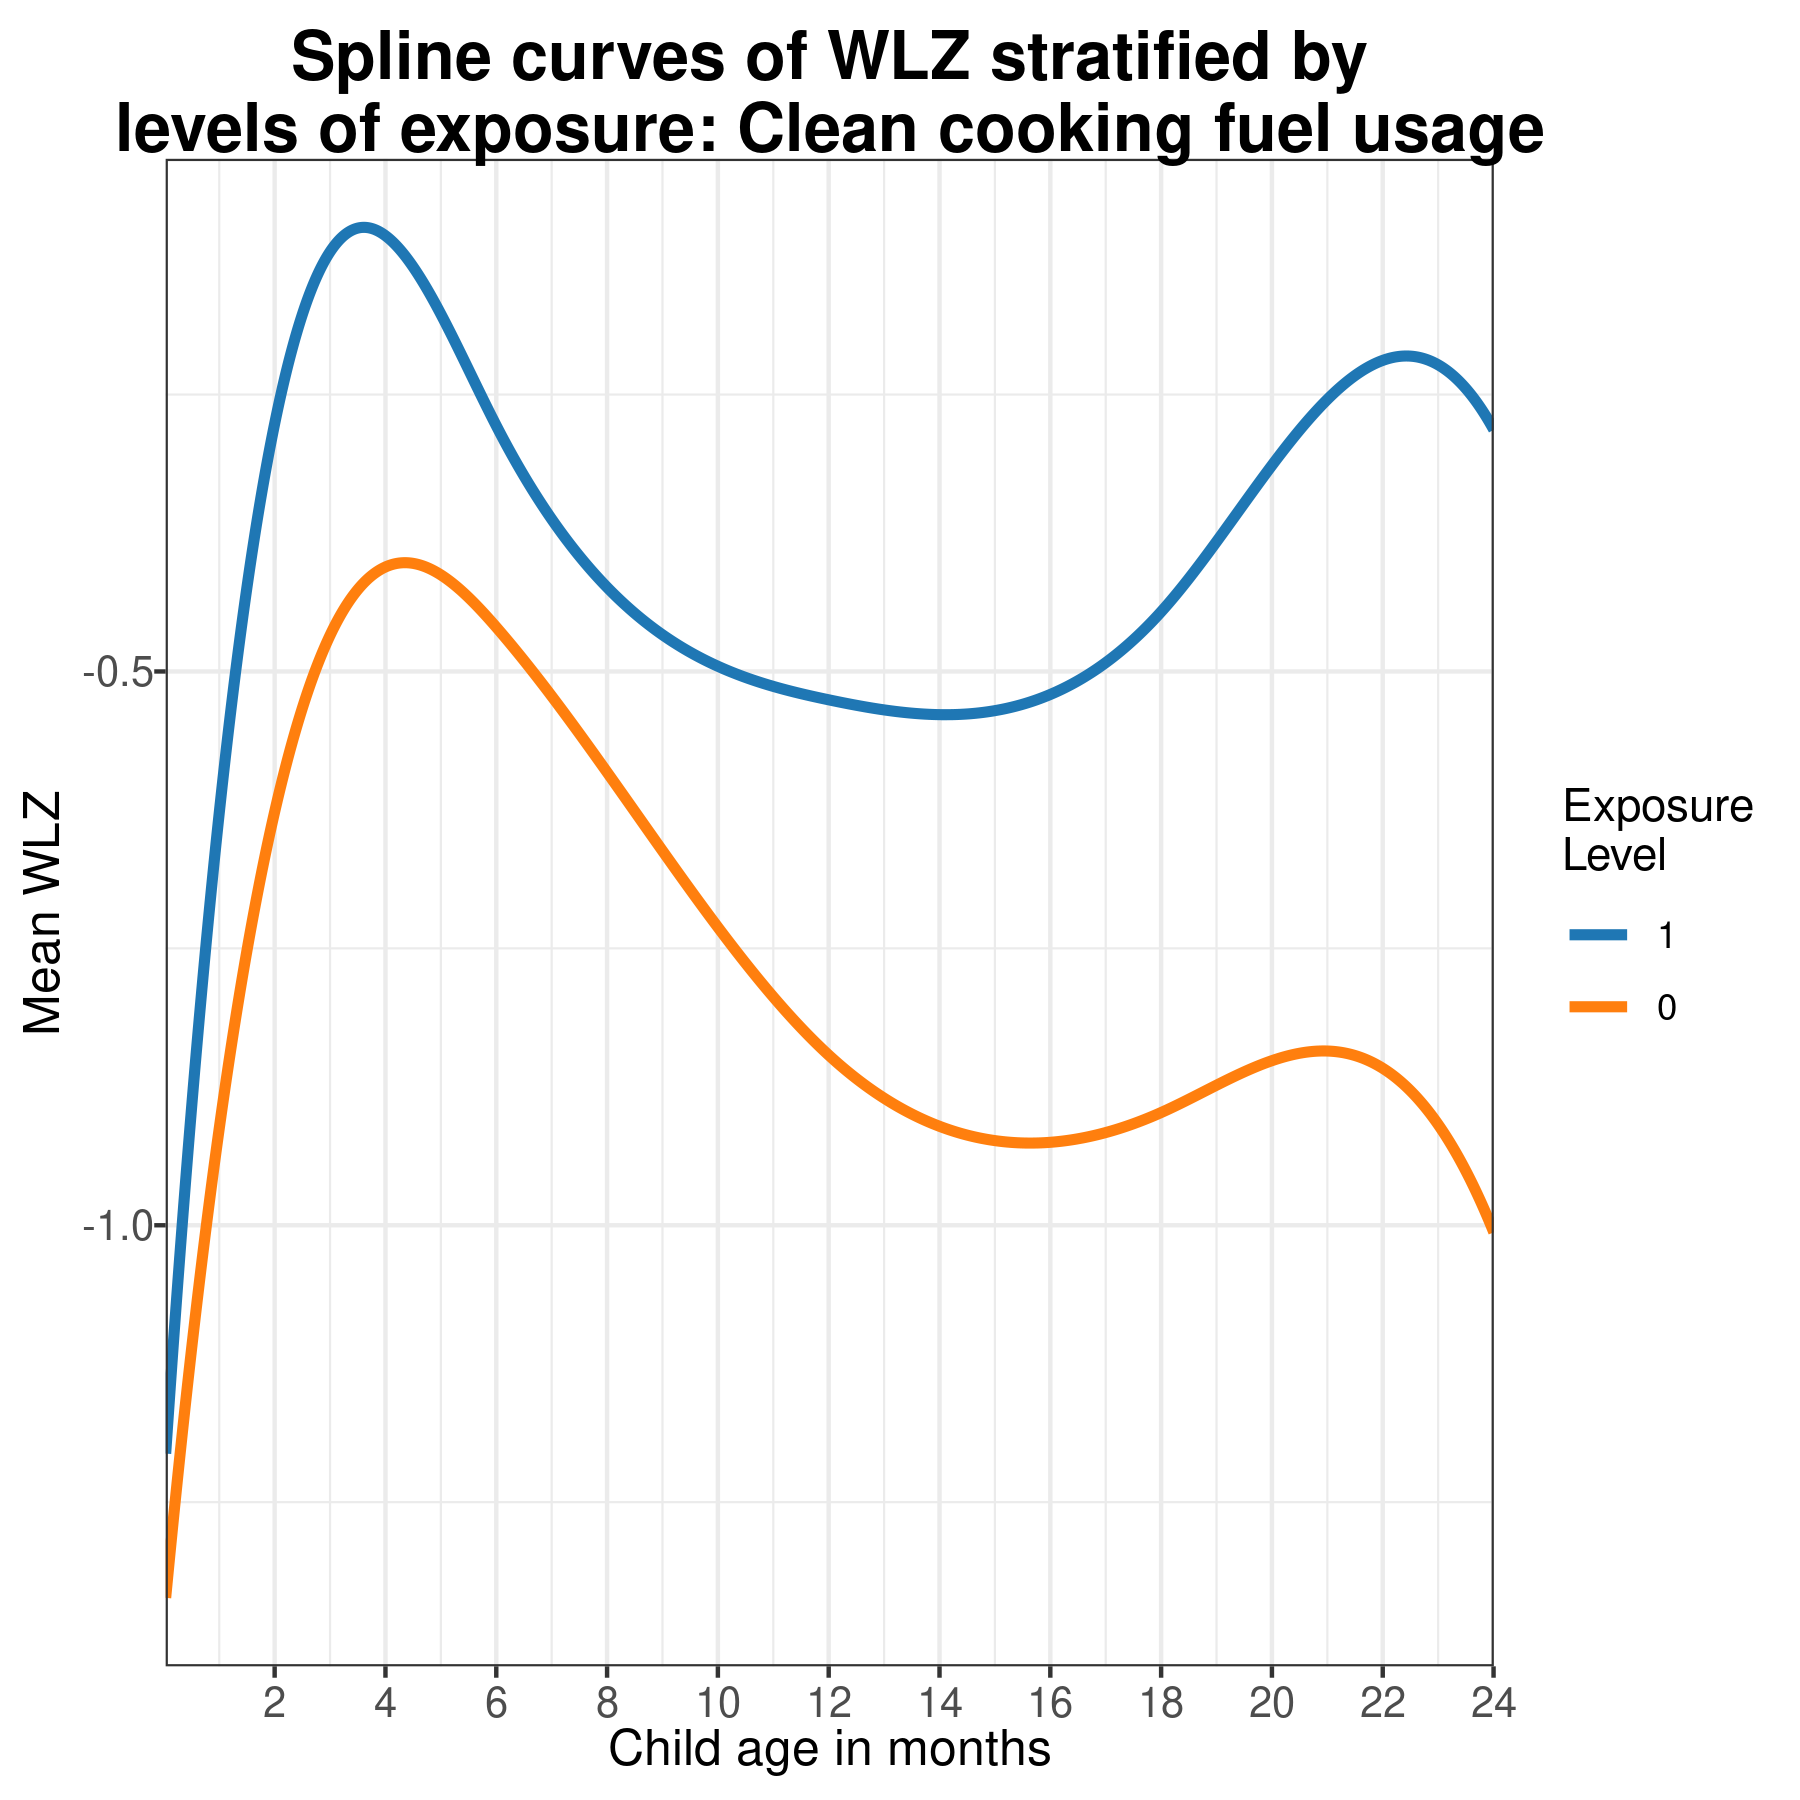 Spline curves of WLZ stratified by
levels of exposure: Clean cooking fuel usage
Mean WLZ
-0.5
-1.0
2 4 6 8 10 12 14 16 18 20 22 24
Child age in months
Exposure
Level
1
0